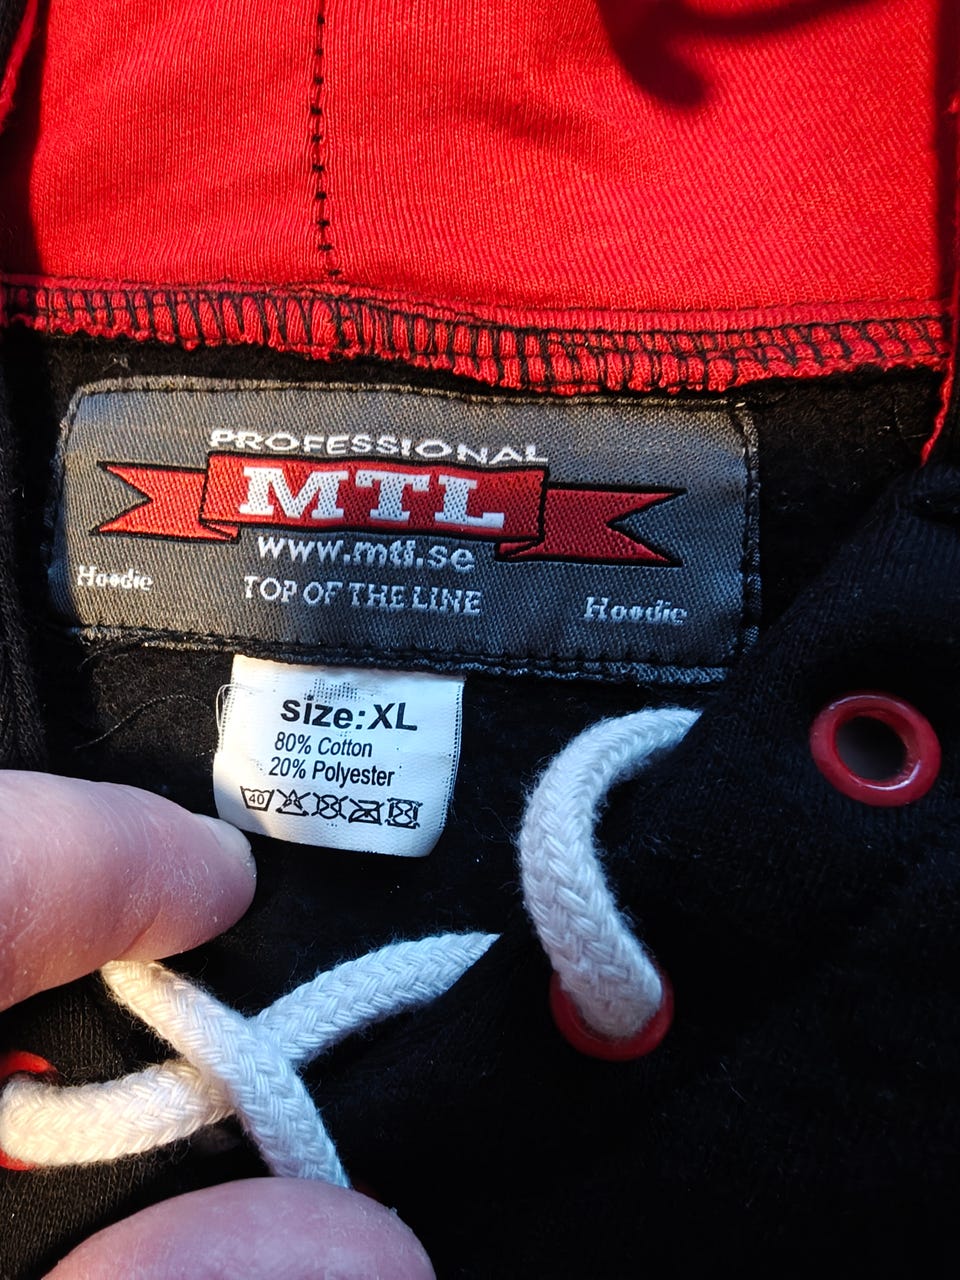 PROFESSIONAL
MTL
www.mtl.se
Hoodie
TOP OF THE LINE
Hoodie
size:XL
80% Cotton
20% Polyester
40